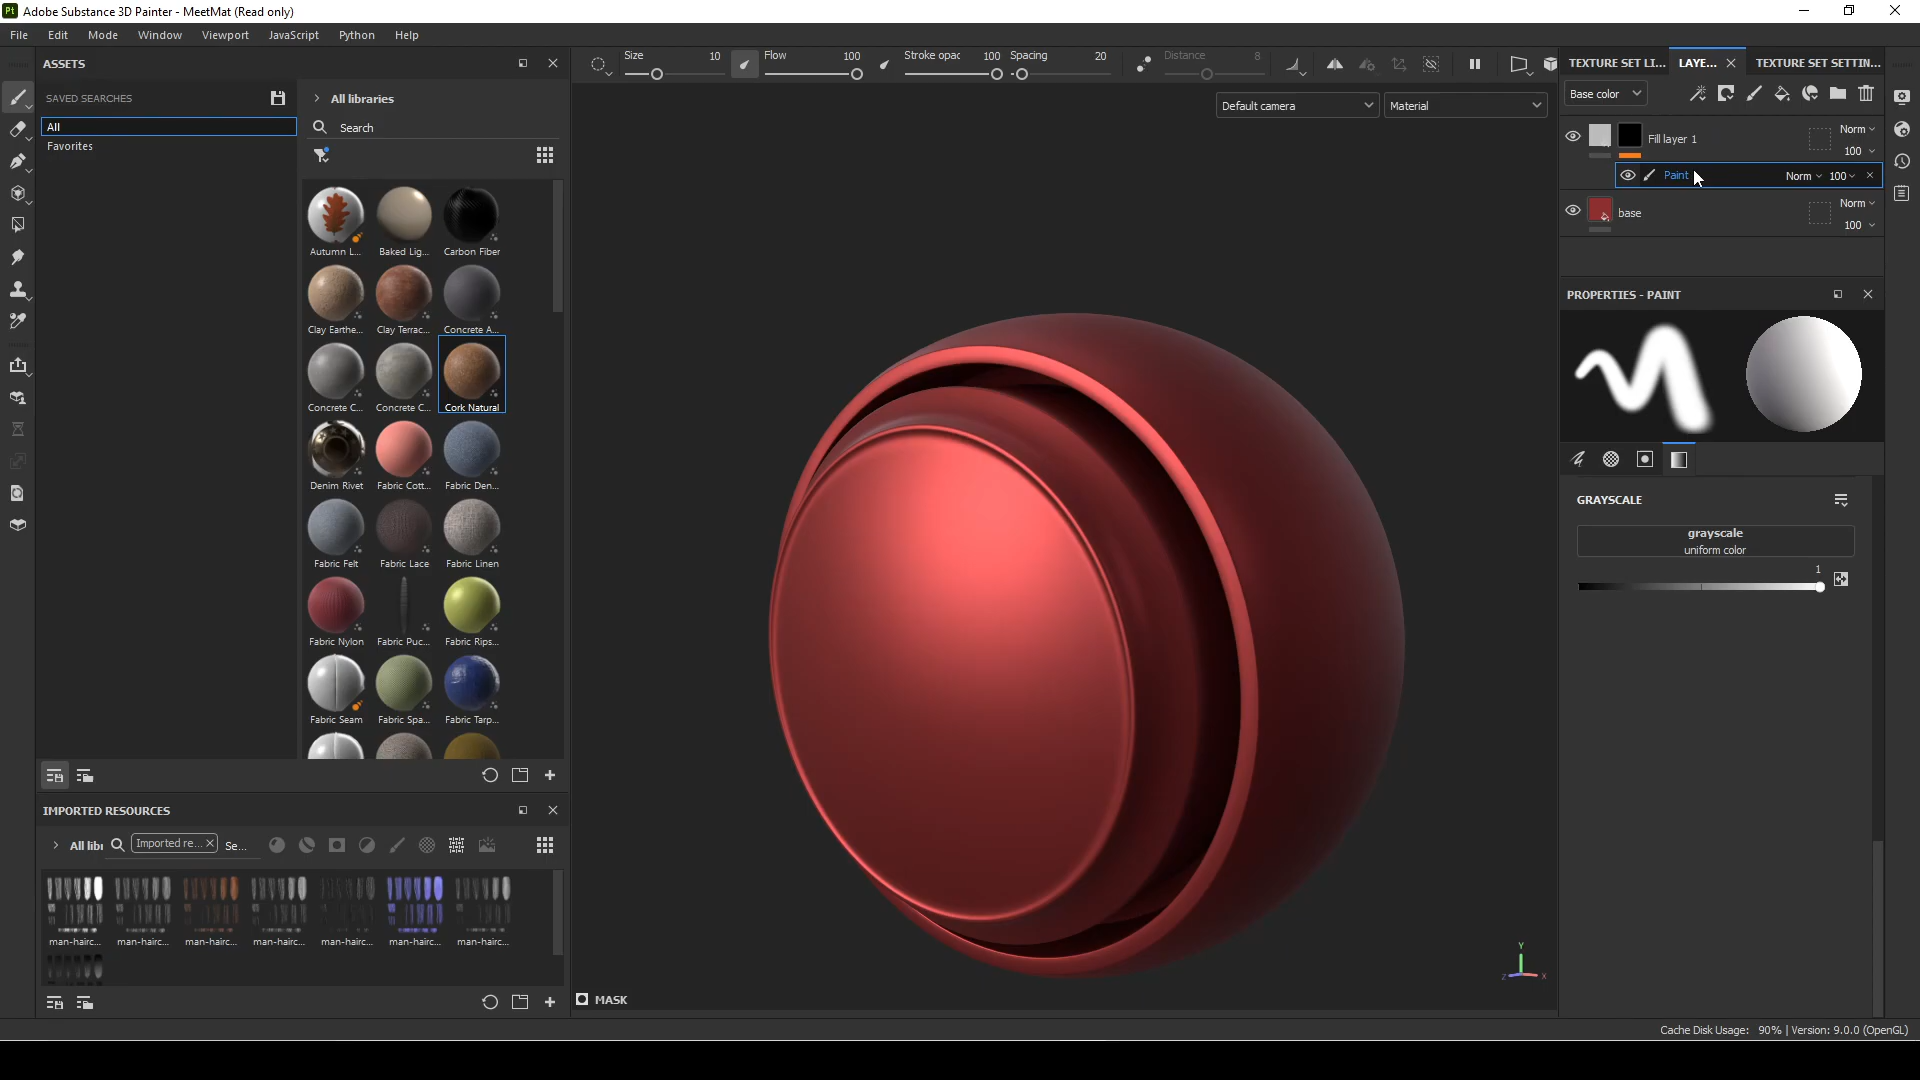 Pt Adobe Substance 3D Painter - MeetMat (Read only)
File Edit Mode Window Viewport JavaScript Python Help
ASSETS
SAVED SEARCHES
All
Favorites
All libraries
Search
Autumn L... Baked Lig... Carbon Fiber
Clay Earthe... Clay Terrac... Concrete A...
Concrete C... Concrete C... Cork Natural
Denim Rivet Fabric Cott... Fabric Den...
Fabric Felt Fabric Lace Fabric Linen
Fabric Nylon Fabric Puc... Fabric Rips...
Fabric Seam Fabric Spa... Fabric Tarp...
IMPORTED RESOURCES
All libr Imported re... Se...
man-hairc... man-hairc... man-hairc... man-hairc... man-hairc... man-hairc... man-hairc...
Size 10 Flow 100 Stroke opac 100 Spacing 20 Distance 8
Default camera Material
Y
Z X
MASK
TEXTURE SET LI... LAYE... TEXTURE SET SETTIN...
Base color
Fill layer 1 Norm
100
Paint Norm 100
base Norm
100
PROPERTIES - PAINT
GRAYSCALE
grayscale
uniform color
1
Cache Disk Usage: 90% | Version: 9.0.0 (OpenGL)